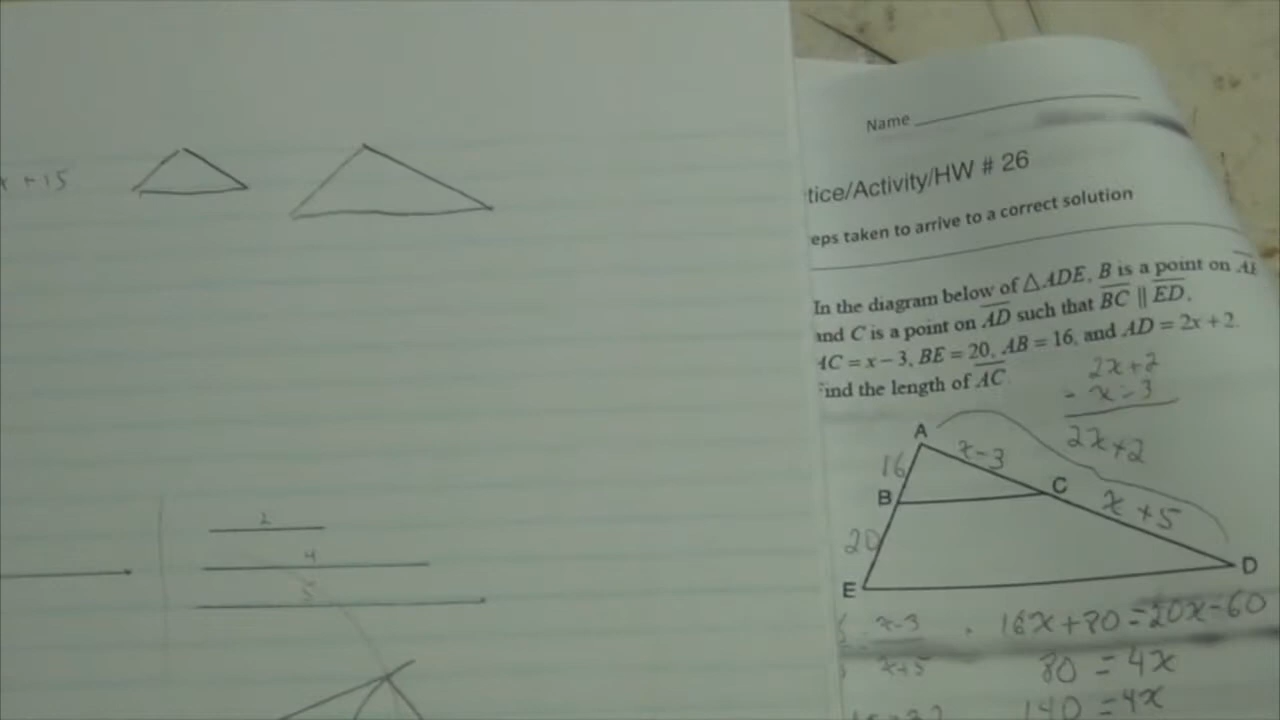 x + 15
2
4
Name
tice/Activity/HW # 26
eps taken to arrive to a correct solution
In the diagram below of △ADE, B is a point on AE
and C is a point on AD such that BC ∥ ED,
AC = x − 3, BE = 20, AB = 16, and AD = 2x + 2.
Find the length of AC
2x+2
- x-3
2x+2
A
16
x-3
B
C
x +5
20
E
D
x-3
x+5
16x+80=20x-60
80 = 4x
140 = 4x